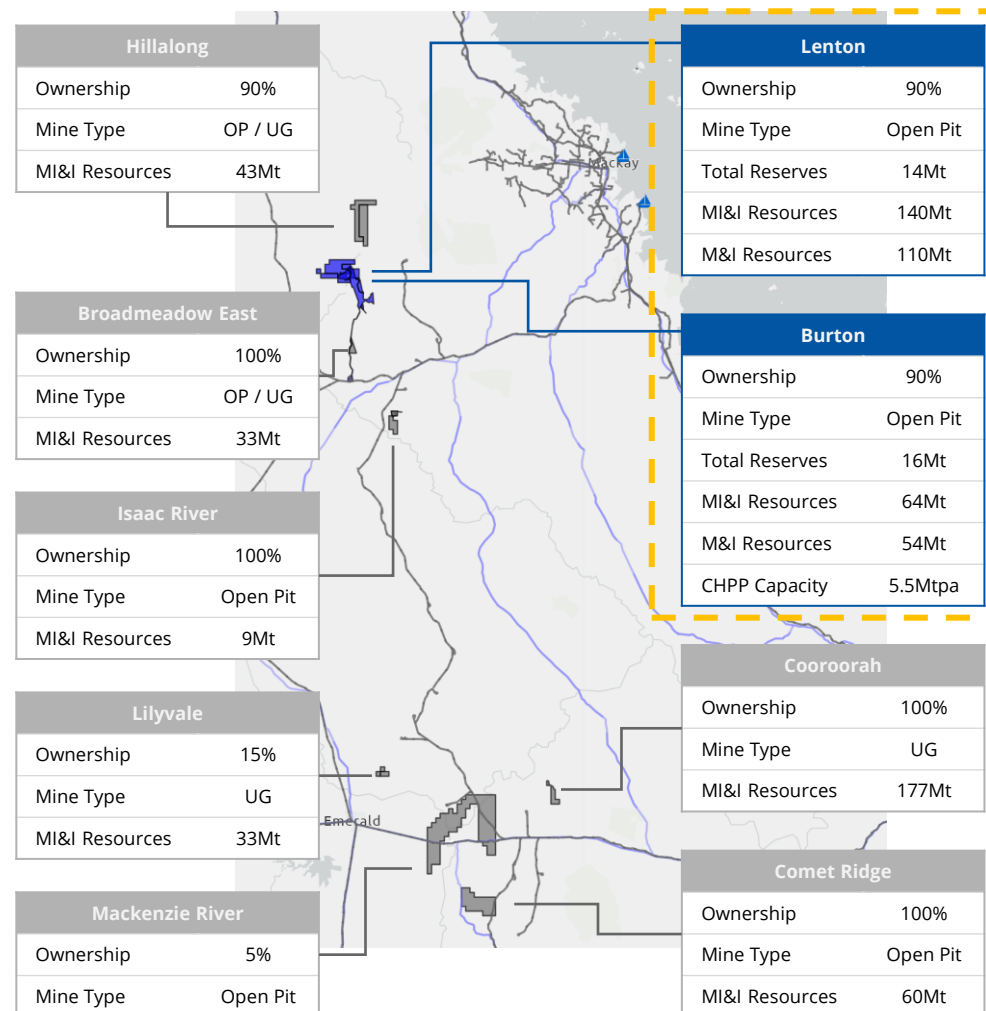 Hillalong
Ownership 90%
Mine Type OP / UG
MI&I Resources 43Mt
Broadmeadow East
Ownership 100%
Mine Type OP / UG
MI&I Resources 33Mt
Isaac River
Ownership 100%
Mine Type Open Pit
MI&I Resources 9Mt
Lilyvale
Ownership 15%
Mine Type UG
MI&I Resources 33Mt
Mackenzie River
Ownership 5%
Mine Type Open Pit
Mackay
Emerald
Lenton
Ownership 90%
Mine Type Open Pit
Total Reserves 14Mt
MI&I Resources 140Mt
M&I Resources 110Mt
Burton
Ownership 90%
Mine Type Open Pit
Total Reserves 16Mt
MI&I Resources 64Mt
M&I Resources 54Mt
CHPP Capacity 5.5Mtpa
Cooroorah
Ownership 100%
Mine Type UG
MI&I Resources 177Mt
Comet Ridge
Ownership 100%
Mine Type Open Pit
MI&I Resources 60Mt